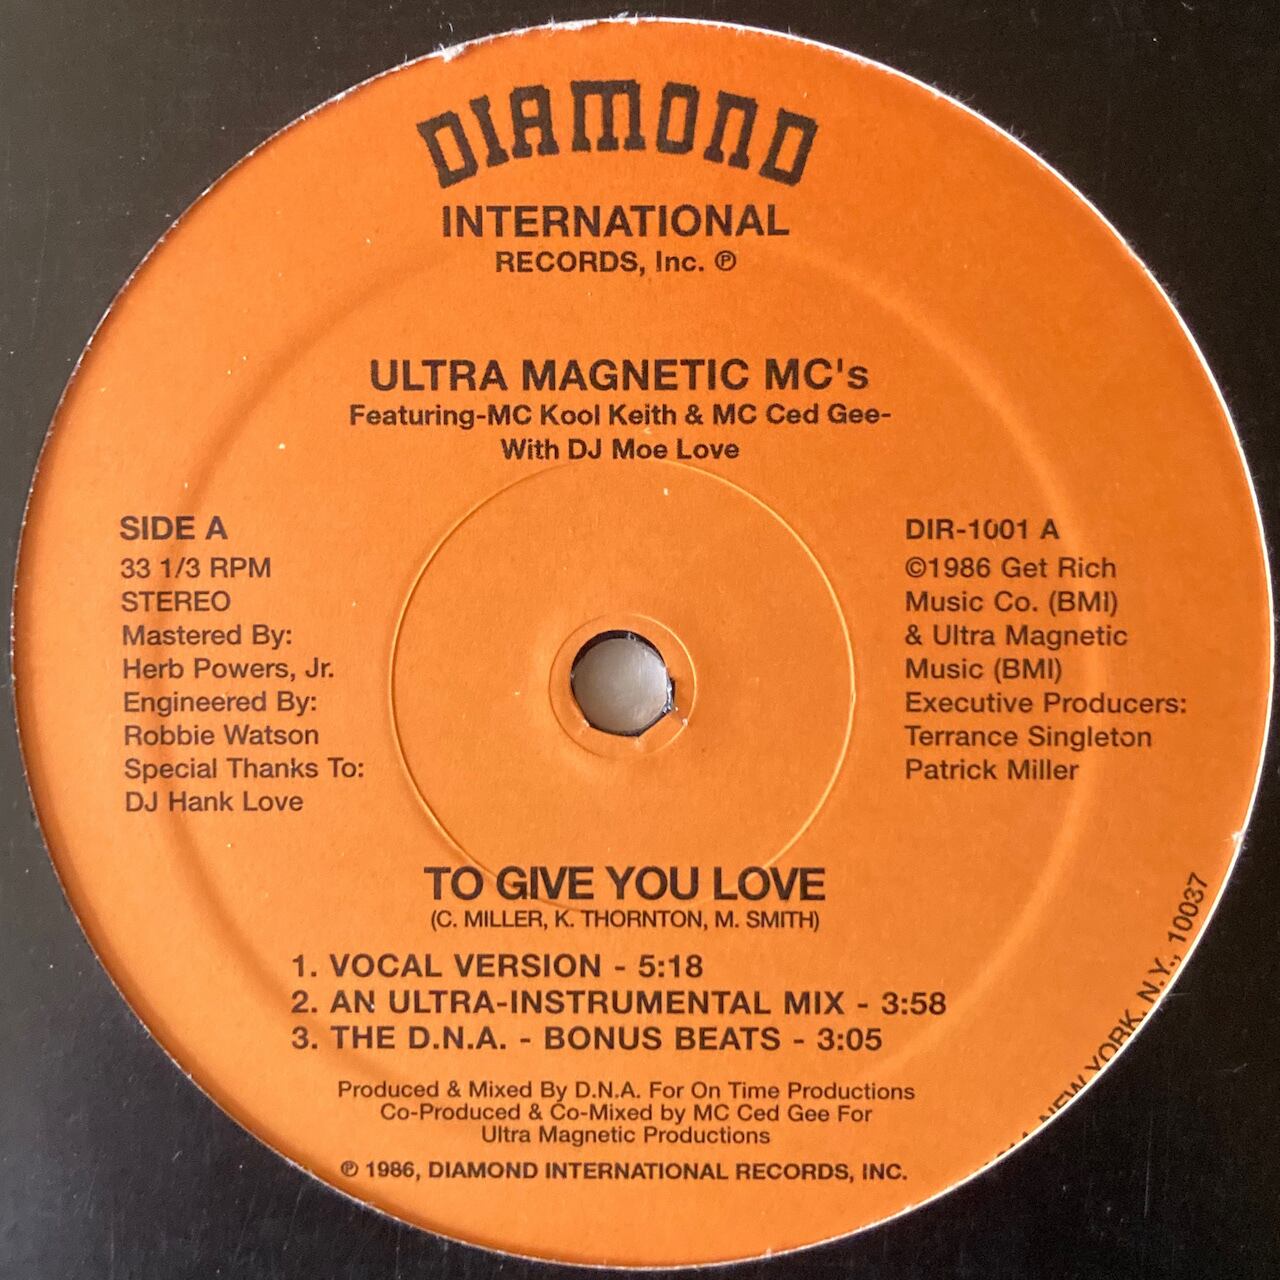 DIAMOND
INTERNATIONAL
RECORDS, Inc. ℗
ULTRA MAGNETIC MC's
Featuring-MC Kool Keith & MC Ced Gee-
With DJ Moe Love
SIDE A
33 1/3 RPM
STEREO
Mastered By:
Herb Powers, Jr.
Engineered By:
Robbie Watson
Special Thanks To:
DJ Hank Love
DIR-1001 A
©1986 Get Rich
Music Co. (BMI)
& Ultra Magnetic
Music (BMI)
Executive Producers:
Terrance Singleton
Patrick Miller
TO GIVE YOU LOVE
(C. MILLER, K. THORNTON, M. SMITH)
1. VOCAL VERSION - 5:18
2. AN ULTRA-INSTRUMENTAL MIX - 3:58
3. THE D.N.A. - BONUS BEATS - 3:05
Produced & Mixed By D.N.A. For On Time Productions
Co-Produced & Co-Mixed by MC Ced Gee For
Ultra Magnetic Productions
℗ 1986, DIAMOND INTERNATIONAL RECORDS, INC.
NEW YORK, N.Y., 10037